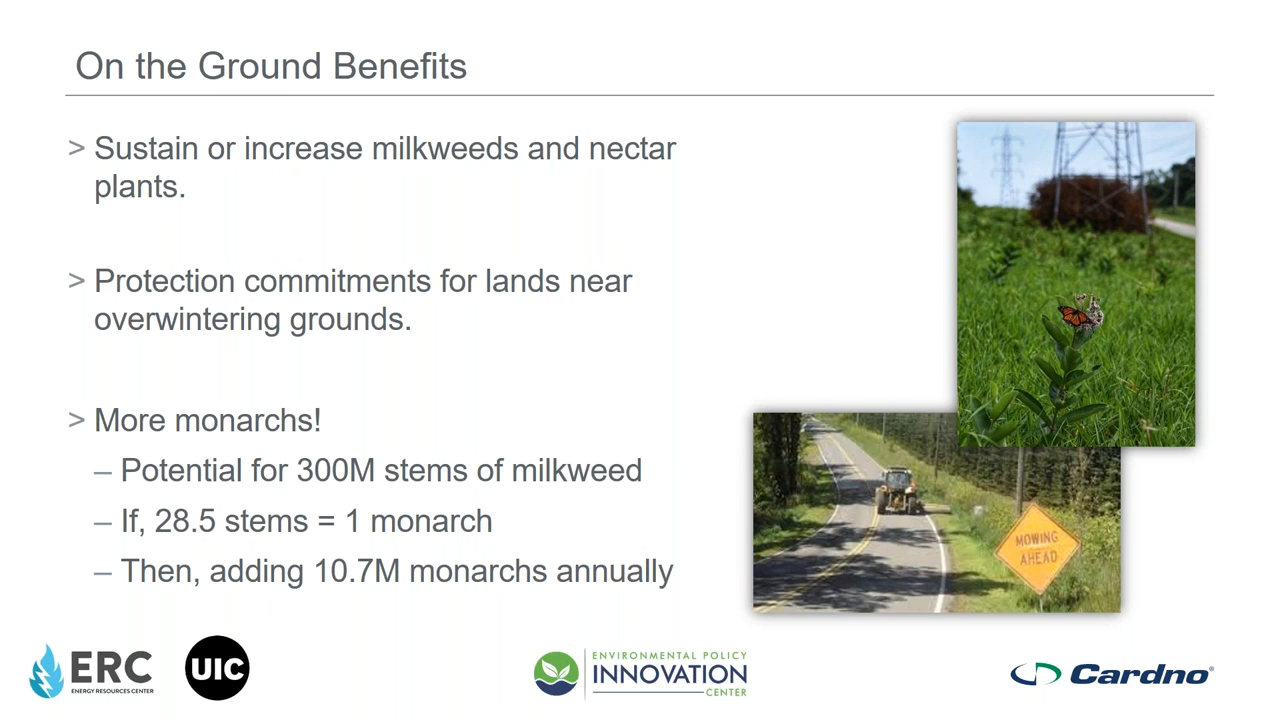 On the Ground Benefits
> Sustain or increase milkweeds and nectar
plants.
> Protection commitments for lands near
overwintering grounds.
> More monarchs!
– Potential for 300M stems of milkweed
– If, 28.5 stems = 1 monarch
– Then, adding 10.7M monarchs annually
MOWING
AHEAD
ERC
ENERGY RESOURCES CENTER
UIC
ENVIRONMENTAL POLICY
INNOVATION
CENTER
Cardno®